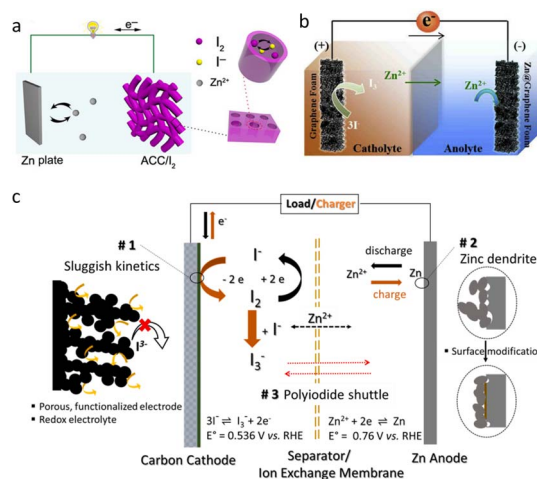 a
e⁻
I₂
I⁻
Zn²⁺
Zn plate
ACC/I₂
b
e⁻
(+)
(-)
Graphene Foam
I₃⁻
3I⁻
Zn²⁺
Zn²⁺
Zn@Graphene Foam
Catholyte
Anolyte
c
Load/Charger
e⁻
# 1
Sluggish kinetics
I³⁻
▪ Porous, functionalized electrode
▪ Redox electrolyte
I⁻
- 2 e
+ 2 e
I₂
+ I⁻
I₃⁻
Zn²⁺
discharge
Zn²⁺
Zn
charge
# 2
Zinc dendrite
▪ Surface modification
# 3 Polyiodide shuttle
3I⁻ ⇌ I₃⁻ + 2e⁻
E° = 0.536 V vs. RHE
Zn²⁺ + 2e ⇌ Zn
E° = 0.76 V vs. RHE
Carbon Cathode
Separator/
Ion Exchange Membrane
Zn Anode